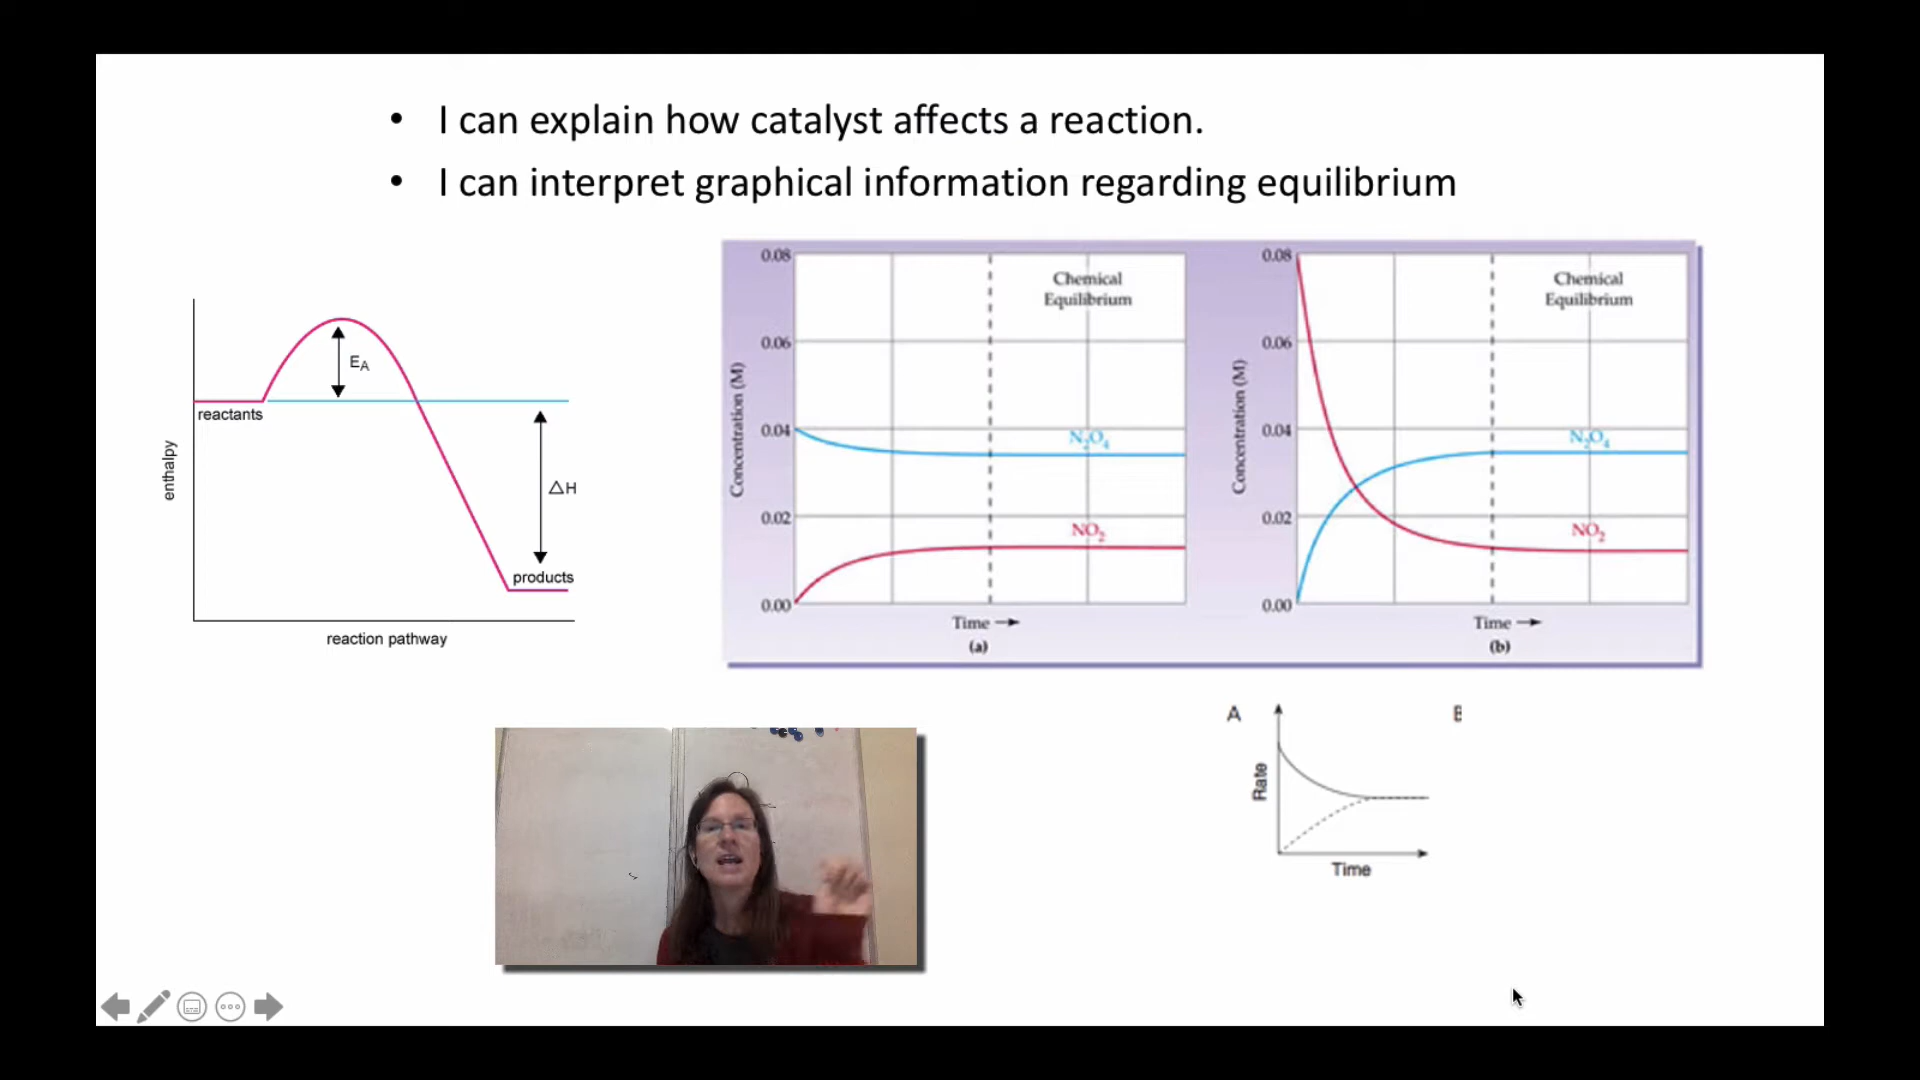 • I can explain how catalyst affects a reaction.
• I can interpret graphical information regarding equilibrium
enthalpy
reactants
EA
△H
products
reaction pathway
Concentration (M)
0.08
0.06
0.04
0.02
0.00
Chemical
Equilibrium
N2O4
NO2
Time →
(a)
Concentration (M)
0.08
0.06
0.04
0.02
0.00
Chemical
Equilibrium
N2O4
NO2
Time →
(b)
A
Rate
Time